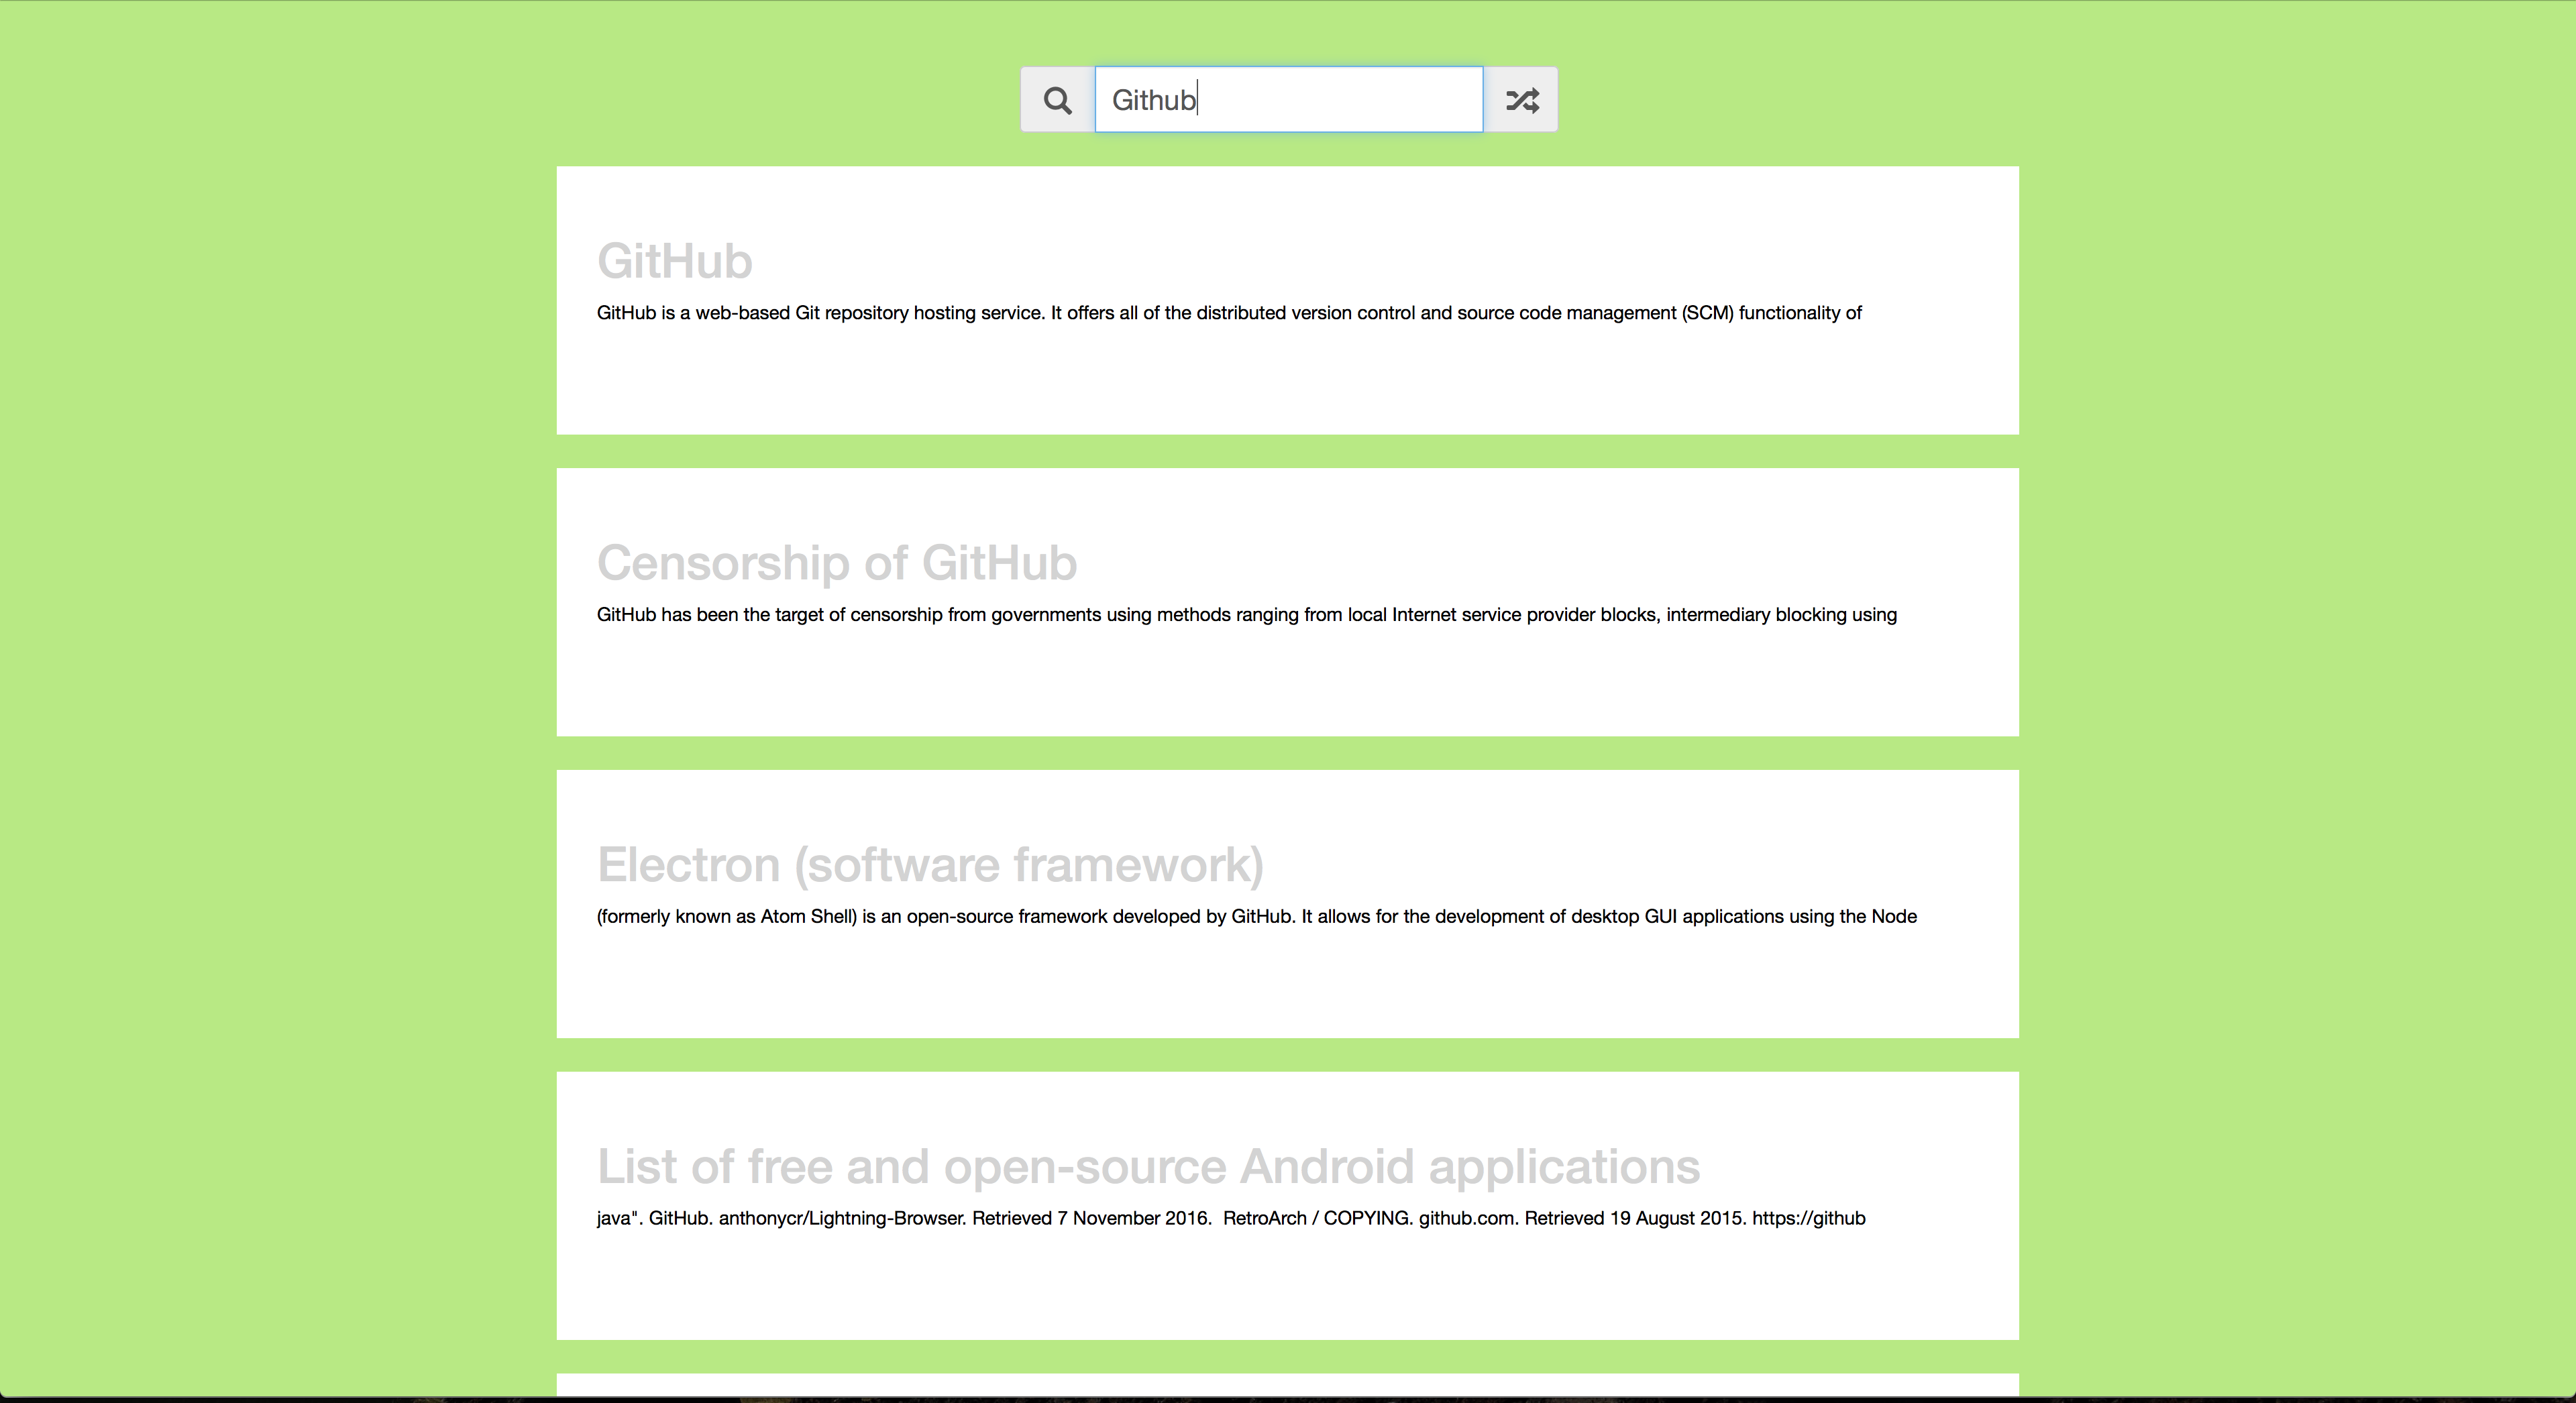 Github
GitHub
GitHub is a web-based Git repository hosting service. It offers all of the distributed version control and source code management (SCM) functionality of
Censorship of GitHub
GitHub has been the target of censorship from governments using methods ranging from local Internet service provider blocks, intermediary blocking using
Electron (software framework)
(formerly known as Atom Shell) is an open-source framework developed by GitHub. It allows for the development of desktop GUI applications using the Node
List of free and open-source Android applications
java". GitHub. anthonycr/Lightning-Browser. Retrieved 7 November 2016.  RetroArch / COPYING. github.com. Retrieved 19 August 2015. https://github